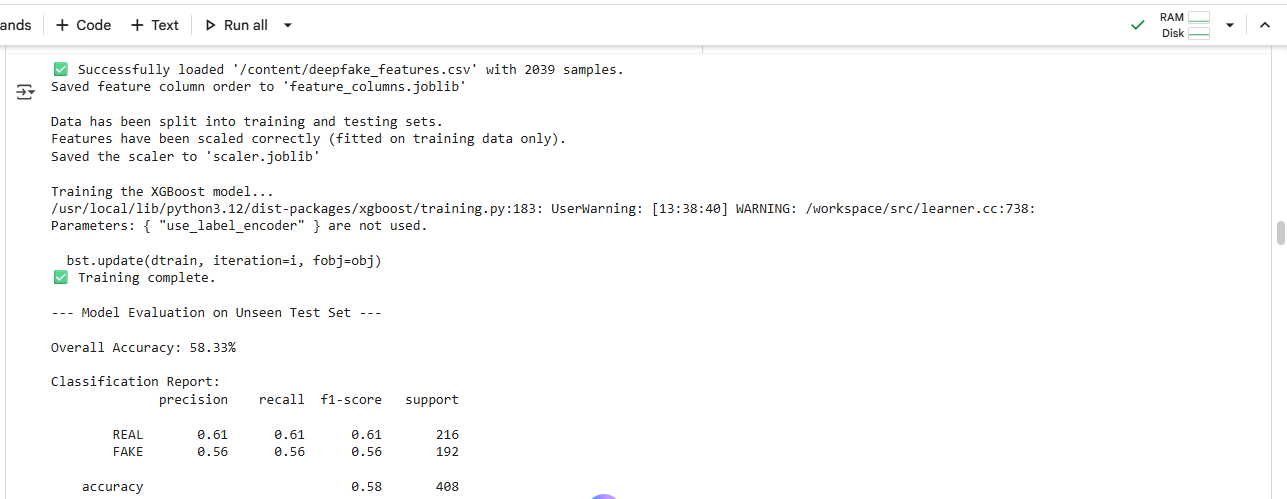 ands + Code + Text Run all RAM
Disk
✅ Successfully loaded '/content/deepfake_features.csv' with 2039 samples.
Saved feature column order to 'feature_columns.joblib'
Data has been split into training and testing sets.
Features have been scaled correctly (fitted on training data only).
Saved the scaler to 'scaler.joblib'
Training the XGBoost model...
/usr/local/lib/python3.12/dist-packages/xgboost/training.py:183: UserWarning: [13:38:40] WARNING: /workspace/src/learner.cc:738:
Parameters: { "use_label_encoder" } are not used.
bst.update(dtrain, iteration=i, fobj=obj)
✅ Training complete.
--- Model Evaluation on Unseen Test Set ---
Overall Accuracy: 58.33%
Classification Report:
precision recall f1-score support
REAL 0.61 0.61 0.61 216
FAKE 0.56 0.56 0.56 192
accuracy 0.58 408